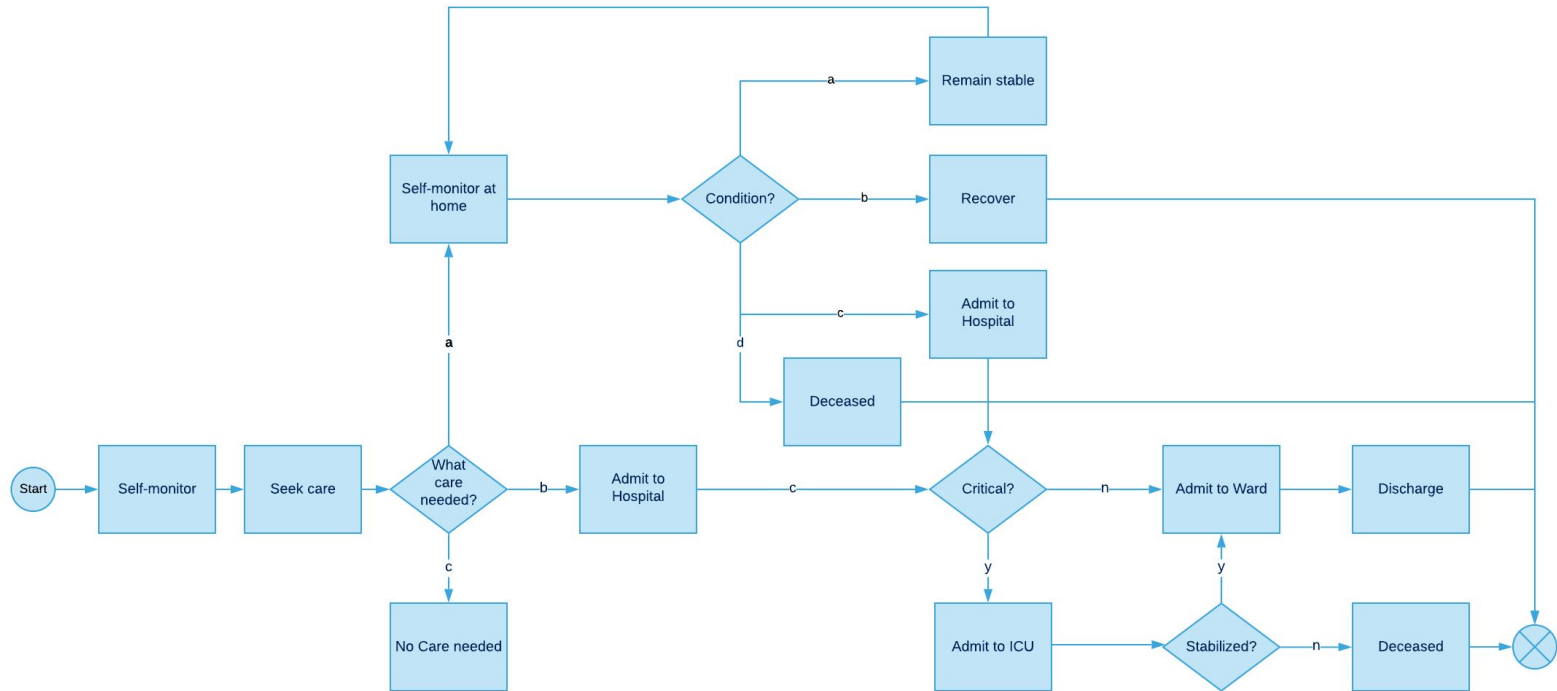 Remain stable
a
Self-monitor at
home
Condition?
b
Recover
Admit to
Hospital
c
a
d
Deceased
Start
Self-monitor
Seek care
What
care
needed?
b
Admit to
Hospital
c
Critical?
n
Admit to Ward
Discharge
c
y
y
No Care needed
Admit to ICU
Stabilized?
n
Deceased